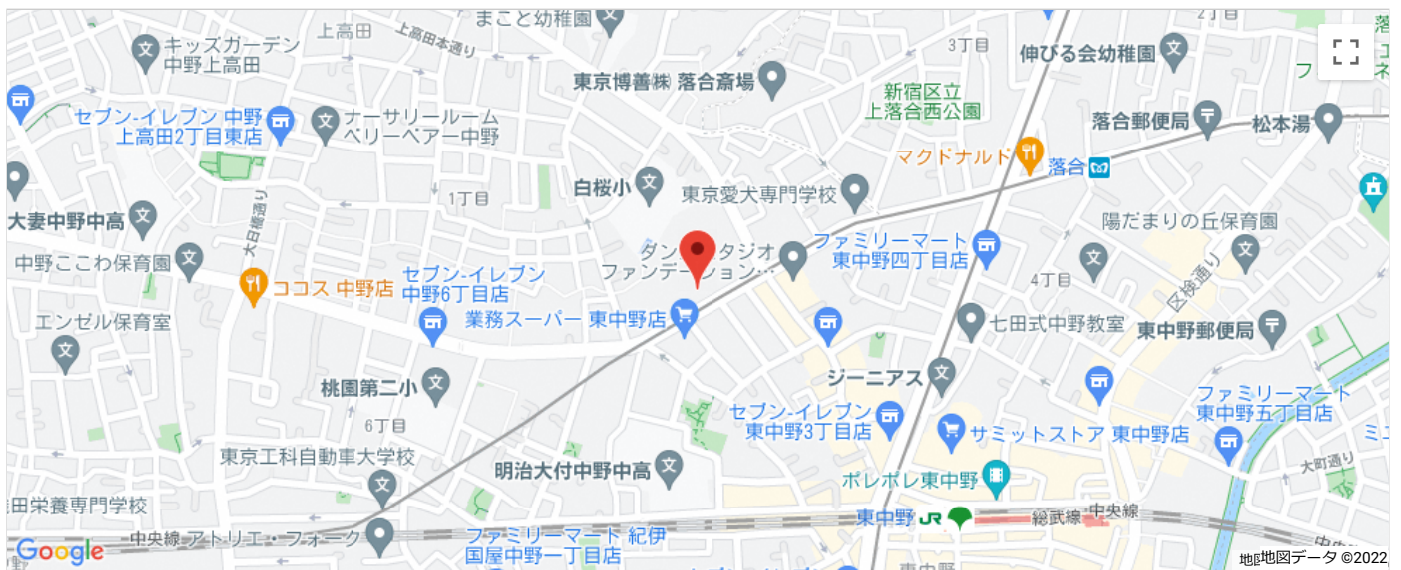 まこと幼稚園
2丁目
上高田
上高田本通り
キッズガーデン
中野上高田
3丁目
伸びる会幼稚園
東京博善㈱ 落合斎場
新宿区立
上落合西公園
セブン-イレブン 中野
上高田2丁目東店
ナーサリールーム
ベリーベアー中野
落合郵便局
松本湯
マクドナルド
落合
白桜小
東京愛犬専門学校
1丁目
大妻中野中高
大日橋通り
陽だまりの丘保育園
中野ここわ保育園
ファミリーマート
東中野四丁目店
ココス 中野店
セブン-イレブン
中野6丁目店
4丁目
区検通り
業務スーパー 東中野店
エンゼル保育室
七田式中野教室
東中野郵便局
桃園第二小
ジーニアス
ファミリーマート
東中野五丁目店
セブン-イレブン
東中野3丁目店
6丁目
サミットストア 東中野店
東京工科自動車大学校
明治大付中野中高
ポレポレ東中野
大町通り
栄養専門学校
東中野 JR
総武線
中央線
中央線
アトリエ・フォーク
ファミリーマート 紀伊
国屋中野一丁目店
Google
地図データ ©2022